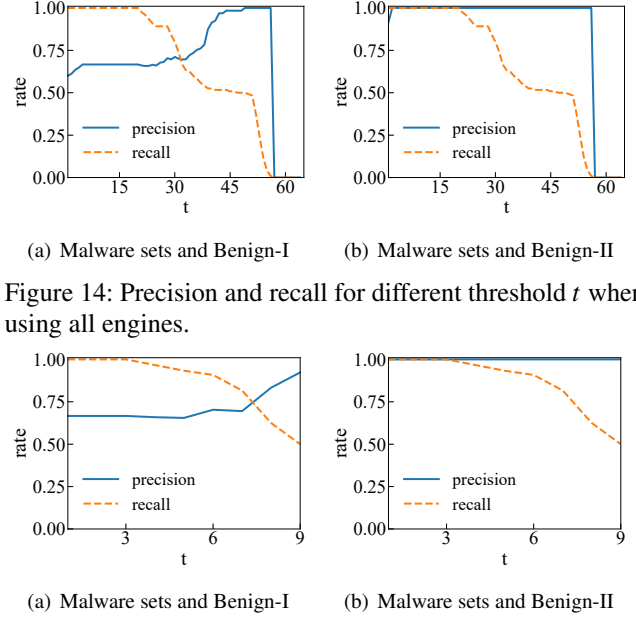 1.00
0.75
0.50
0.25
0.00
rate
precision
recall
15 30 45 60
t
1.00
0.75
0.50
0.25
0.00
rate
precision
recall
15 30 45 60
t
(a) Malware sets and Benign-I
(b) Malware sets and Benign-II
Figure 14: Precision and recall for different threshold t when
using all engines.
1.00
0.75
0.50
0.25
0.00
rate
precision
recall
3 6 9
t
1.00
0.75
0.50
0.25
0.00
rate
precision
recall
3 6 9
t
(a) Malware sets and Benign-I
(b) Malware sets and Benign-II